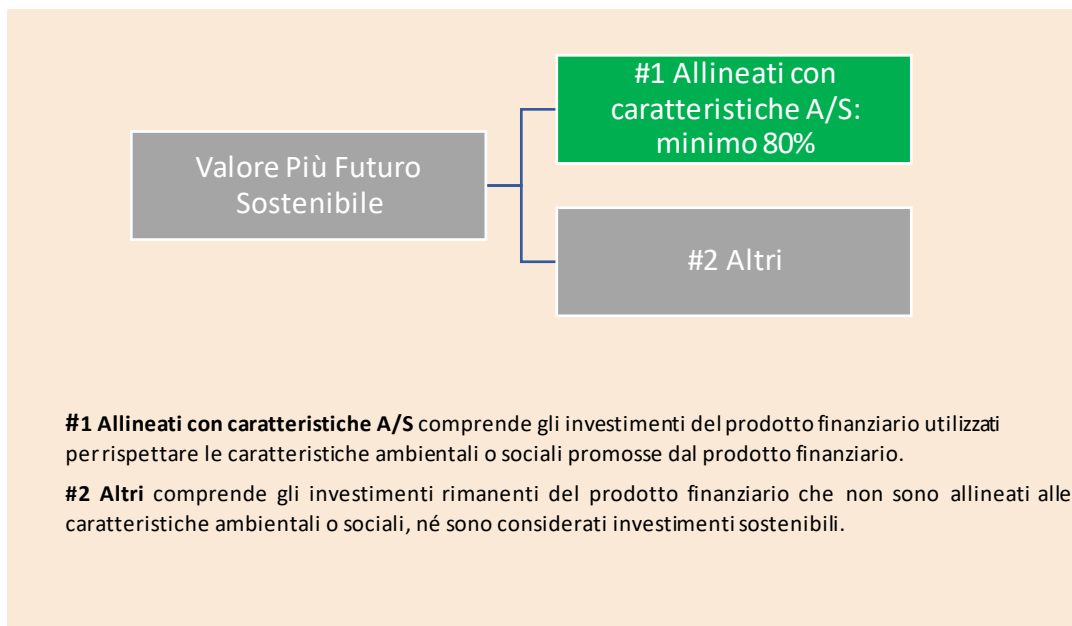 #1 Allineati con
caratteristiche A/S:
minimo 80%
Valore Più Futuro
Sostenibile
#2 Altri
#1 Allineati con caratteristiche A/S comprende gli investimenti del prodotto finanziario utilizzati
per rispettare le caratteristiche ambientali o sociali promosse dal prodotto finanziario.
#2 Altri comprende gli investimenti rimanenti del prodotto finanziario che non sono allineati alle
caratteristiche ambientali o sociali, né sono considerati investimenti sostenibili.